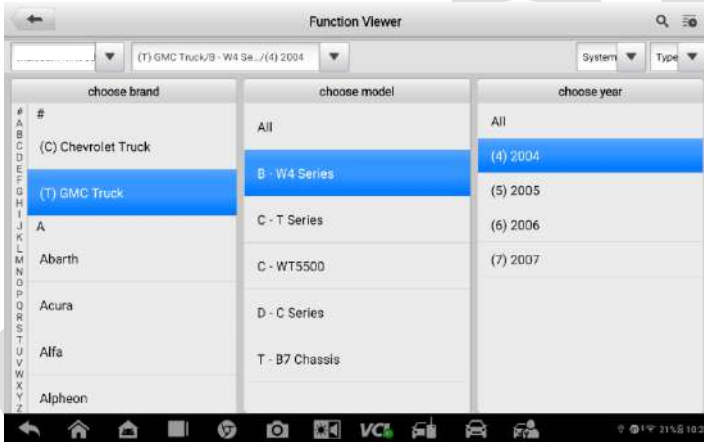 Function Viewer
(T) GMC Truck/B - W4 Se.../(4) 2004
System
Type
choose brand
choose model
choose year
#
A
B
C
D
E
F
G
H
I
J
K
L
M
N
O
P
Q
R
S
T
U
V
W
X
Y
Z
#
(C) Chevrolet Truck
(T) GMC Truck
A
Abarth
Acura
Alfa
Alpheon
All
B - W4 Series
C - T Series
C - WT5500
D - C Series
T - B7 Chassis
All
(4) 2004
(5) 2005
(6) 2006
(7) 2007
VCI
21%